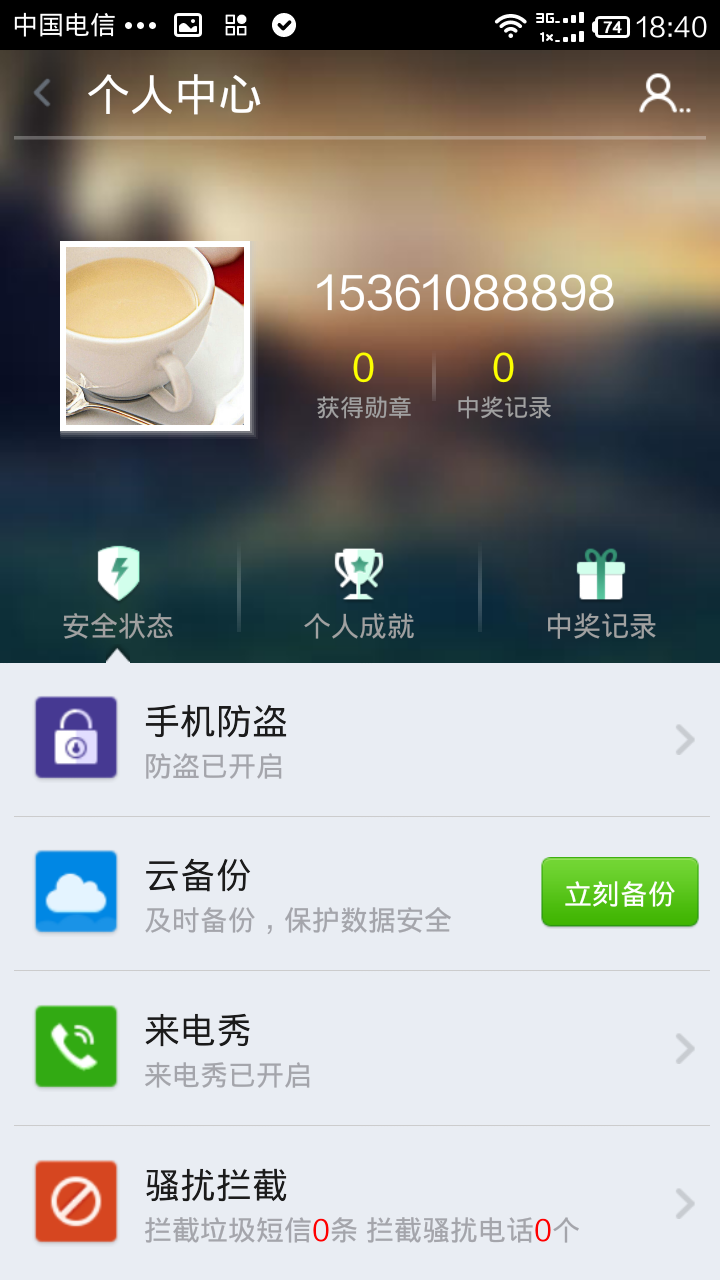 中国电信 ••• 3G 1x 74 18:40
个人中心
15361088898
0 0
获得勋章 中奖记录
安全状态 个人成就 中奖记录
手机防盗
防盗已开启
云备份
及时备份，保护数据安全
立刻备份
来电秀
来电秀已开启
骚扰拦截
拦截垃圾短信0条 拦截骚扰电话0个